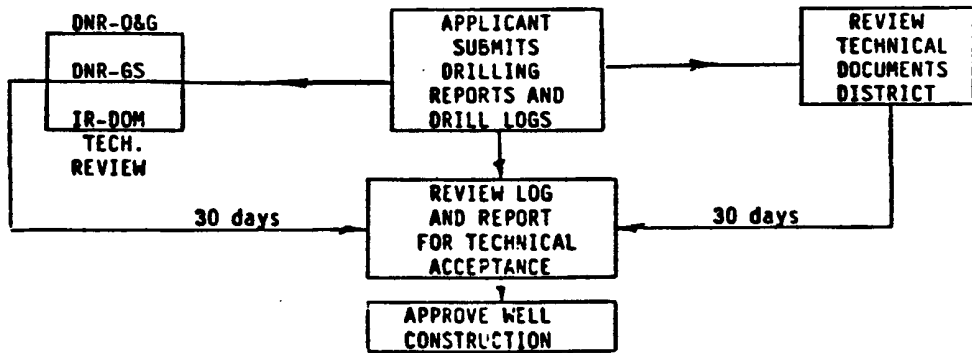 DNR-O&G
DNR-GS
IR-DOM
TECH.
REVIEW
APPLICANT
SUBMITS
DRILLING
REPORTS AND
DRILL LOGS
REVIEW
TECHNICAL
DOCUMENTS
DISTRICT
30 days
REVIEW LOG
AND REPORT
FOR TECHNICAL
ACCEPTANCE
30 days
APPROVE WELL
CONSTRUCTION